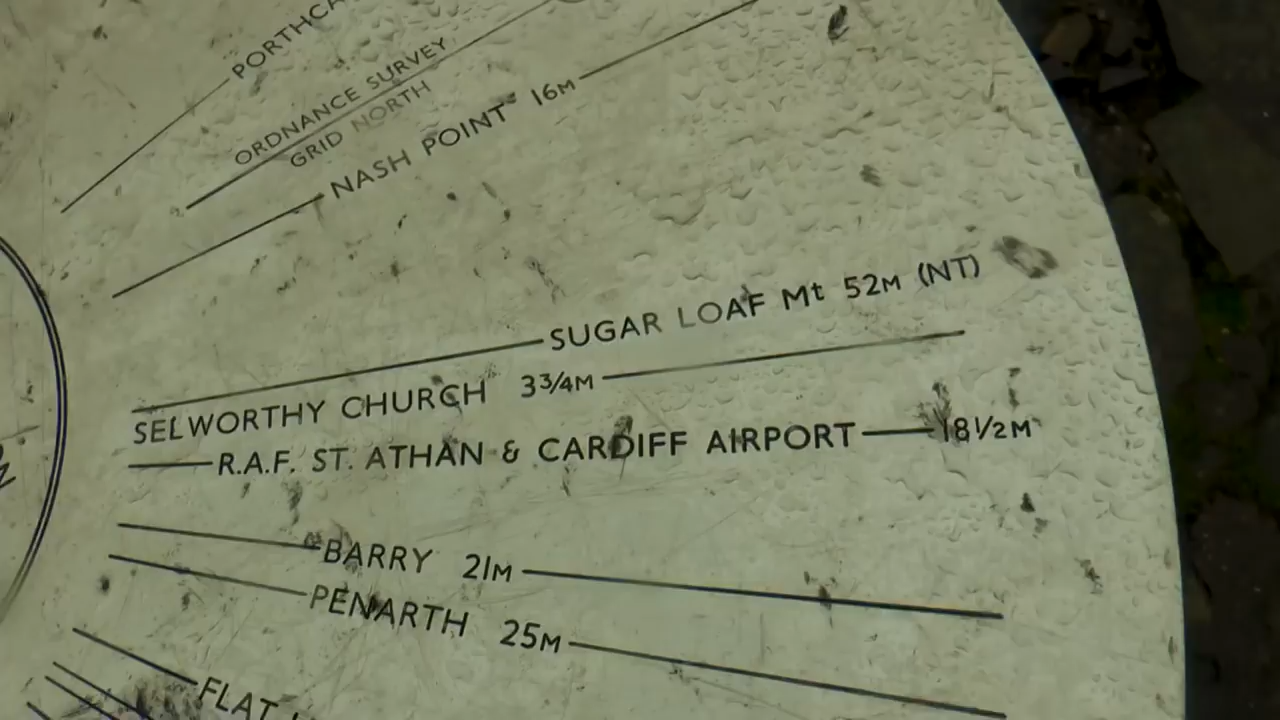 ORDNANCE SURVEY
GRID NORTH
NASH POINT 16M
SUGAR LOAF Mt 52M (NT)
SELWORTHY CHURCH 3¾M
R.A.F. ST. ATHAN & CARDIFF AIRPORT 18½M
BARRY 21M
PENARTH 25M
FLAT